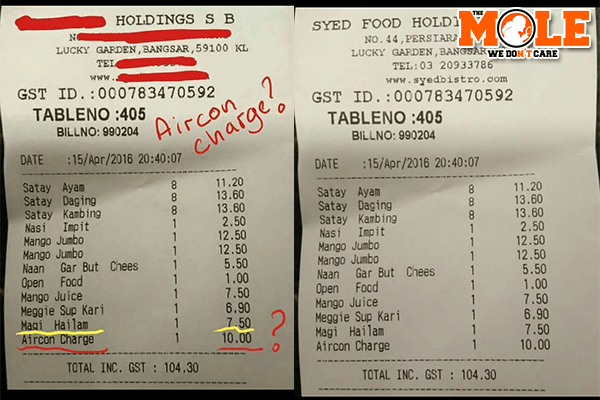 HOLDINGS S B
N
LUCKY GARDEN,BANGSAR,59100 KL
TEL
www.
GST ID.:000783470592
TABLENO :405
BILLNO: 990204
Aircon charge?
DATE :15/Apr/2016 20:40:07
Satay Ayam 8 11.20
Satay Daging 8 13.60
Satay Kambing 8 13.60
Nasi Impit 1 2.50
Mango Jumbo 1 12.50
Mango Jumbo 1 12.50
Naan Gar But Chees 1 5.50
Open Food 1 1.00
Mango Juice 1 7.50
Meggie Sup Kari 1 6.90
Magi Hailam 1 7.50
Aircon Charge 1 10.00 ?
TOTAL INC. GST : 104.30
THE MOLE
WE DON'T CARE
SYED FOOD HOLDI
NO.44,PERSIARA
LUCKY GARDEN,BANGSAR
TEL:03 20933786
www.syedbistro.com
GST ID.:000783470592
TABLENO :405
BILLNO: 990204
DATE :15/Apr/2016 20:40:07
Satay Ayam 8 11.20
Satay Daging 8 13.60
Satay Kambing 8 13.60
Nasi Impit 1 2.50
Mango Jumbo 1 12.50
Mango Jumbo 1 12.50
Naan Gar But Chees 1 5.50
Open Food 1 1.00
Mango Juice 1 7.50
Meggie Sup Kari 1 6.90
Magi Hailam 1 7.50
Aircon Charge 1 10.00
TOTAL INC. GST : 104.30